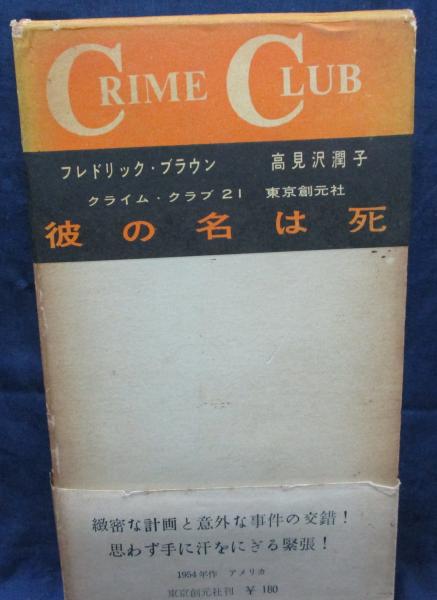 CRIME CLUB
フレドリック・ブラウン 高見沢潤子
クライム・クラブ 21 東京創元社
彼の名は死
緻密な計画と意外な事件の交錯！
思わず手に汗をにぎる緊張！
1954年作 アメリカ
東京創元社刊 ¥ 180